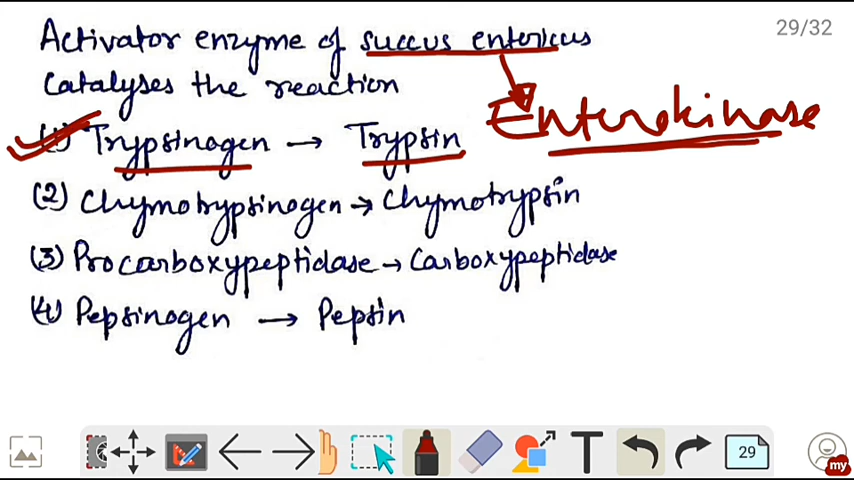 29/32
Activator enzyme of succus entericus
catalyses the reaction
(1) Trypsinogen → Trypsin
Enterokinase
(2) Chymotrypsinogen → Chymotrypsin
(3) Procarboxypeptidase → Carboxypeptidase
(4) Pepsinogen → Pepsin
T
29
my